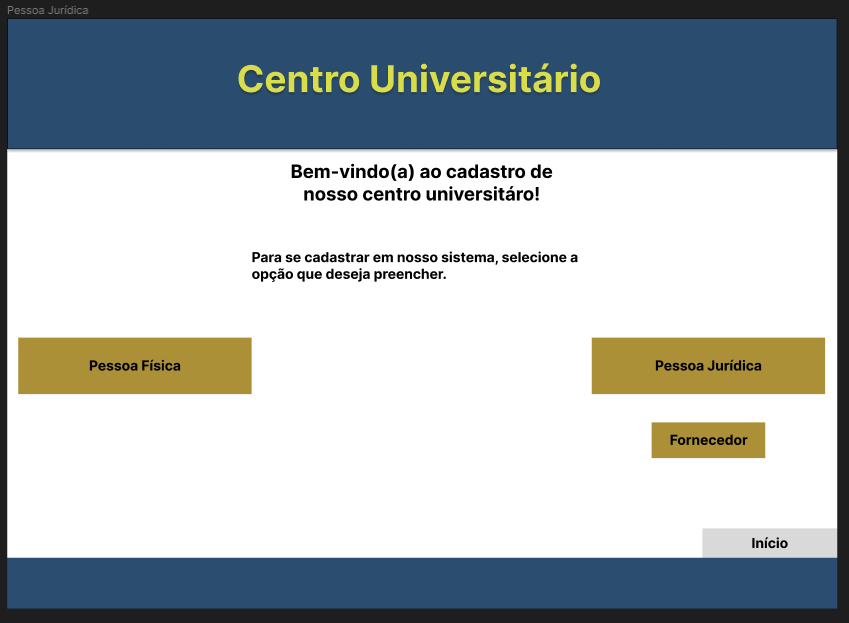 Pessoa Jurídica
Centro Universitário
Bem-vindo(a) ao cadastro de
nosso centro universitáro!
Para se cadastrar em nosso sistema, selecione a
opção que deseja preencher.
Pessoa Física
Pessoa Jurídica
Fornecedor
Início